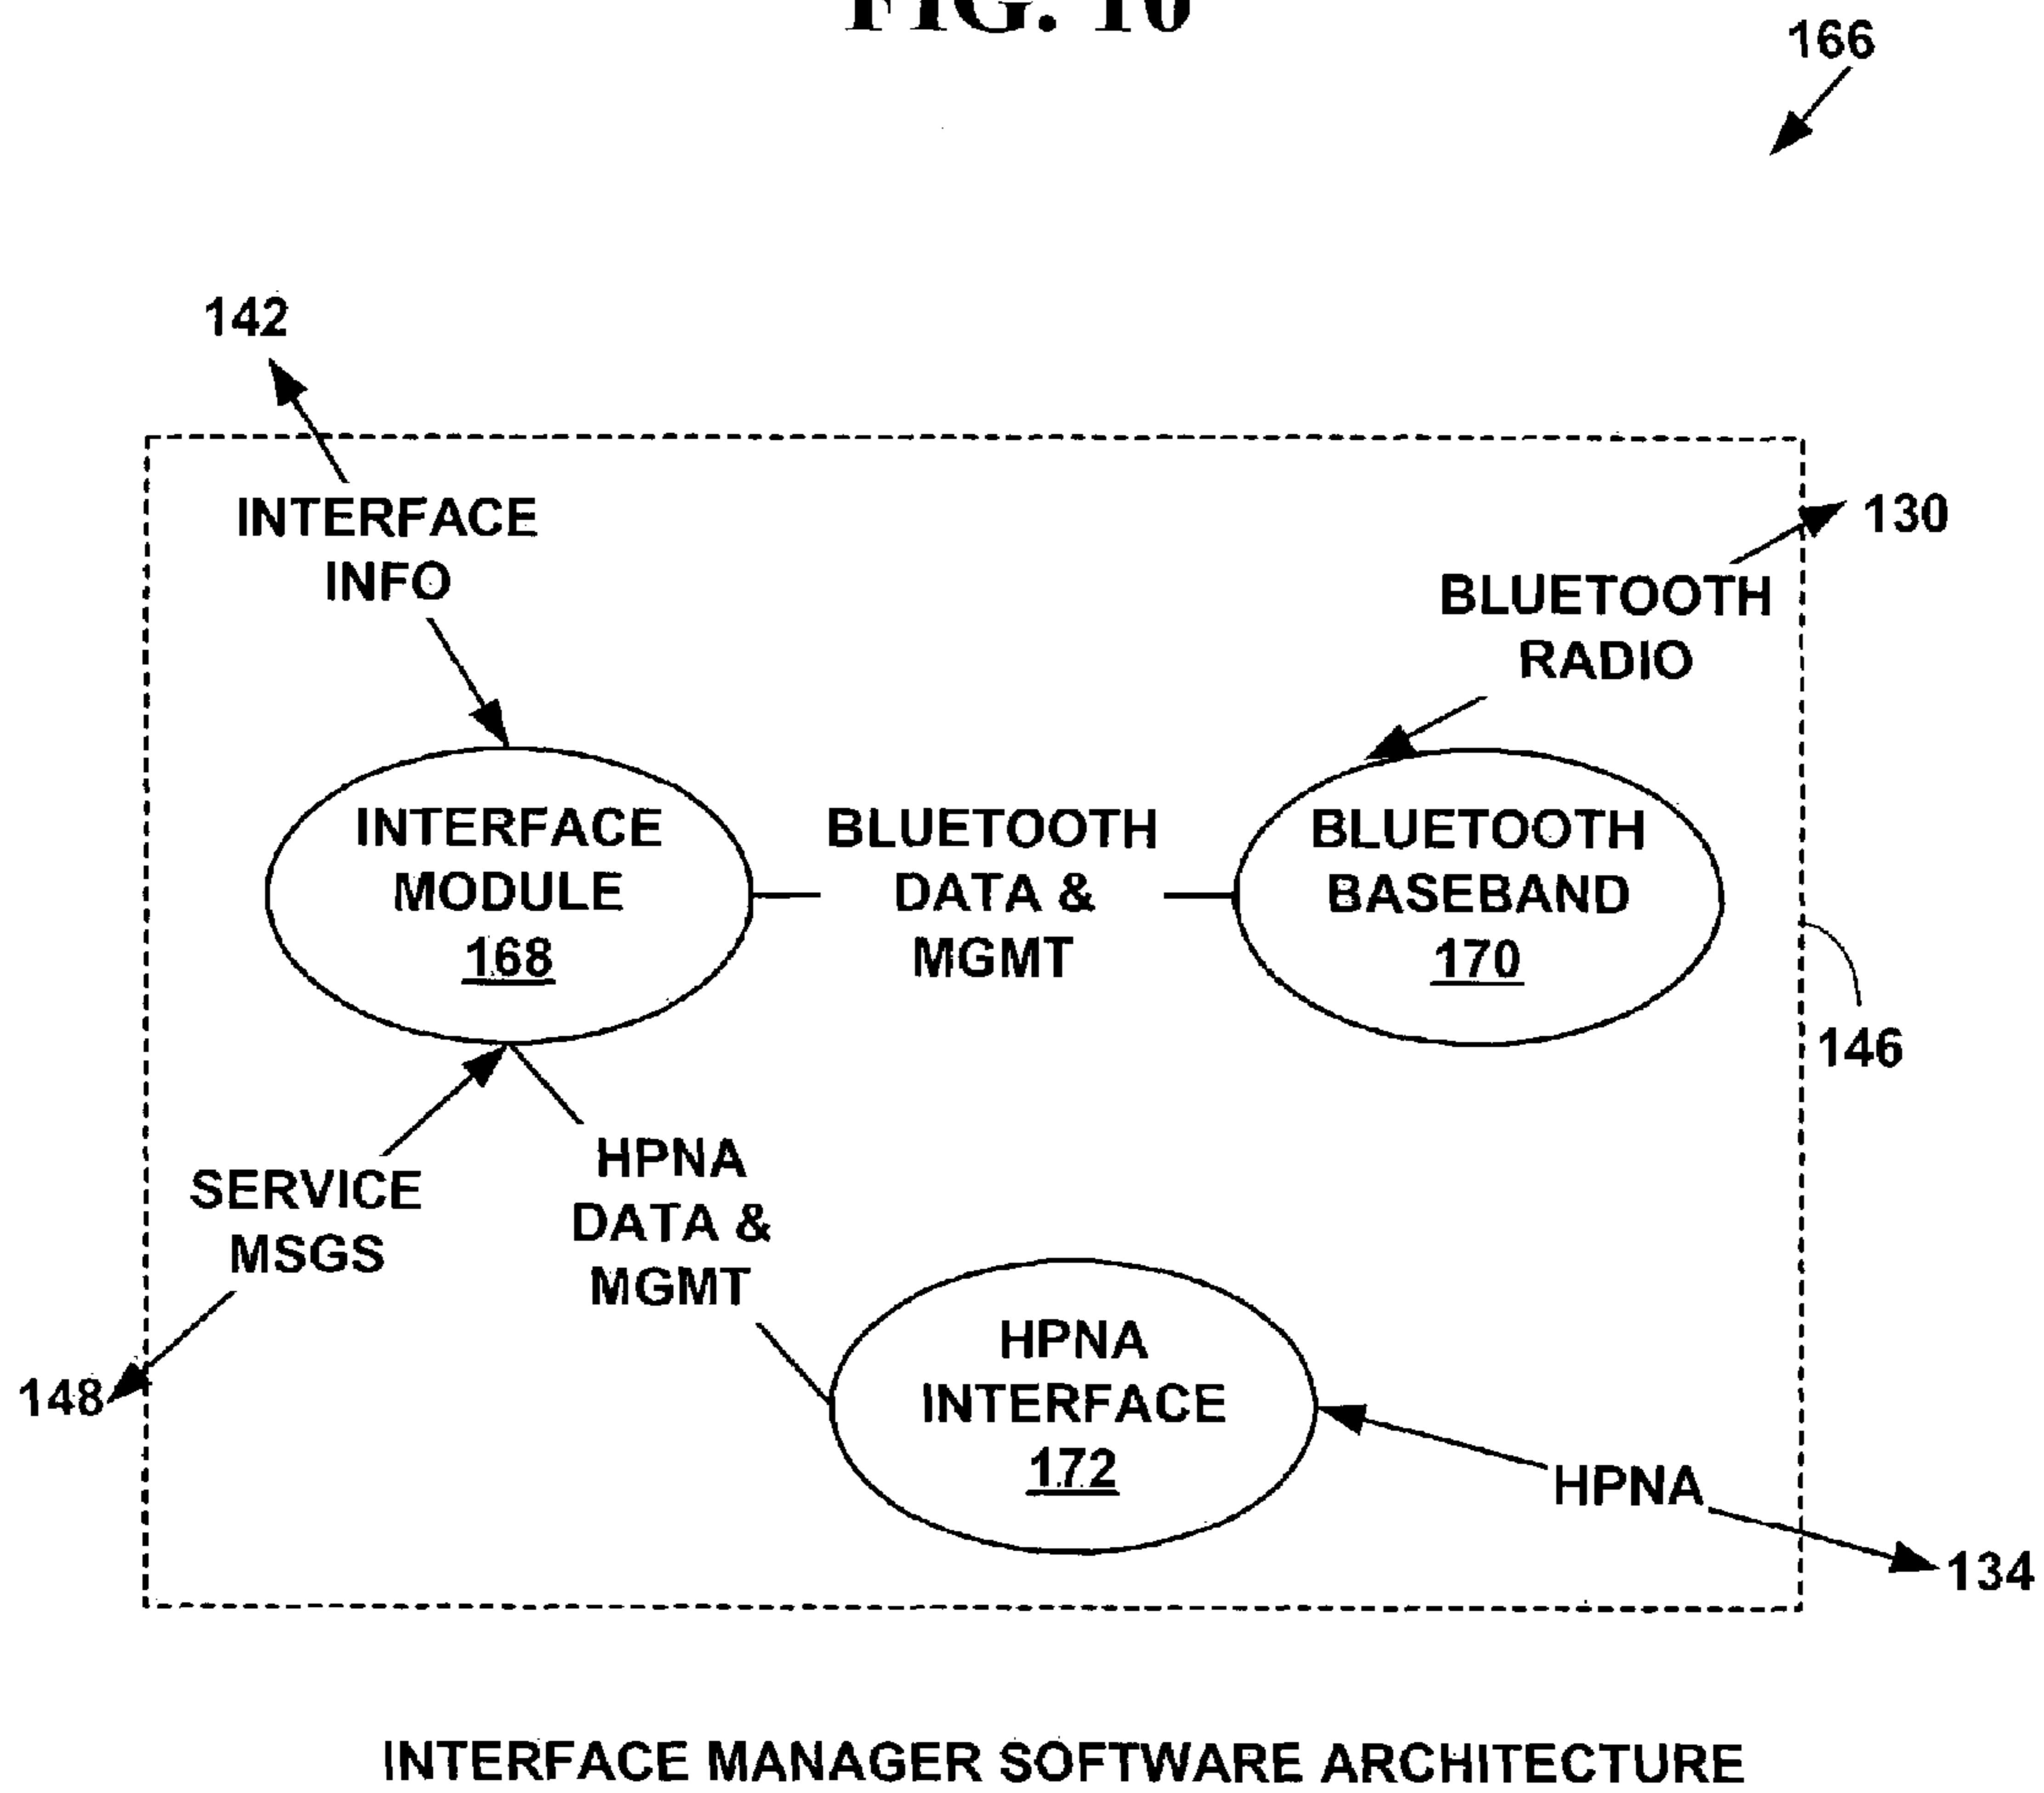 FIG. 10
166
142
INTERFACE
INFO
130
BLUETOOTH
RADIO
INTERFACE
MODULE
168
BLUETOOTH
DATA &
MGMT
BLUETOOTH
BASEBAND
170
146
SERVICE
MSGS
148
HPNA
DATA &
MGMT
HPNA
INTERFACE
172
HPNA
134
INTERFACE MANAGER SOFTWARE ARCHITECTURE